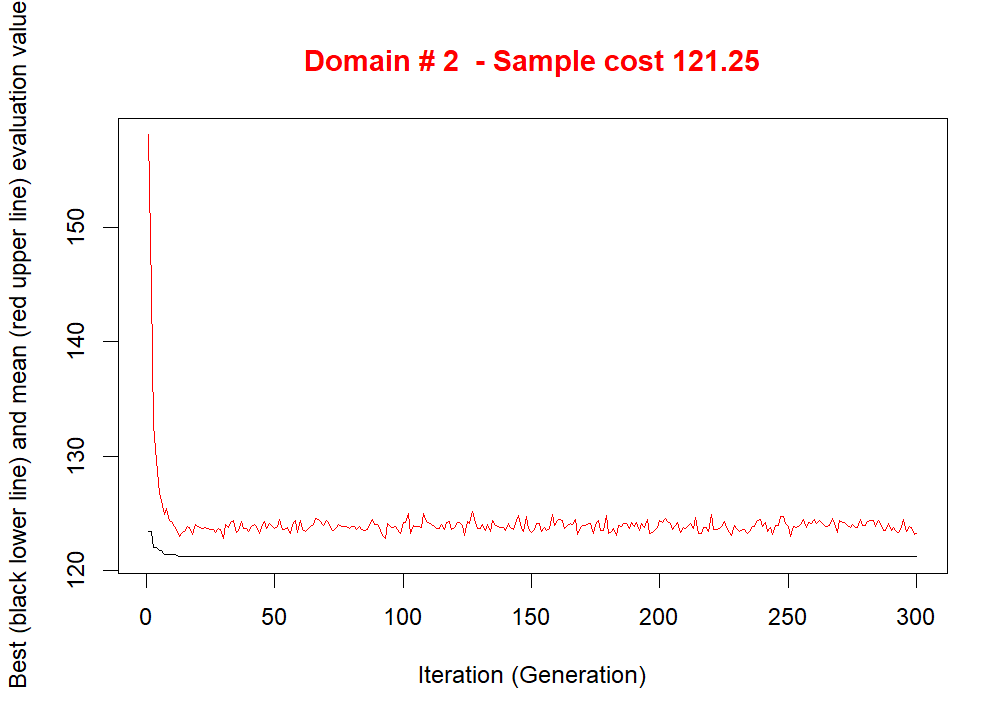 Domain # 2  - Sample cost 121.25
Best (black lower line) and mean (red upper line) evaluation value
150
140
130
120
0 50 100 150 200 250 300
Iteration (Generation)